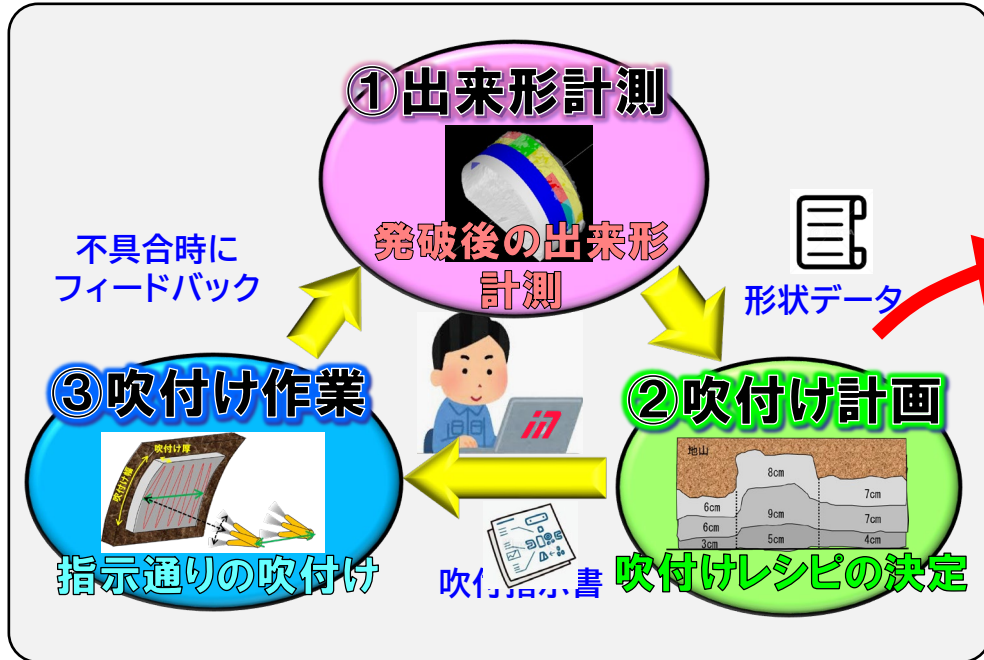 ①出来形計測
発破後の出来形
計測
不具合時に
フィードバック
形状データ
③吹付け作業
吹付け厚
吹付け幅
指示通りの吹付け
②吹付け計画
地山
8cm
6cm
7cm
9cm
6cm
7cm
3cm
5cm
4cm
吹付けレシピの決定
吹付指示書